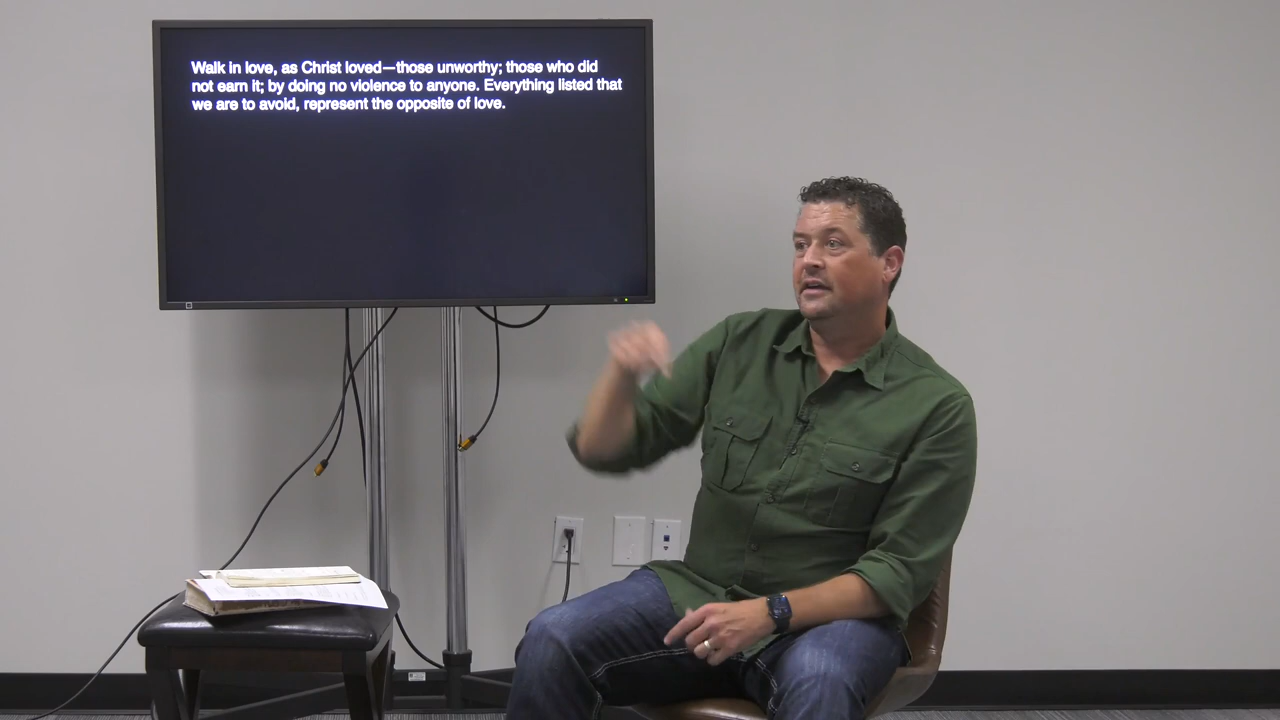 Walk in love, as Christ loved—those unworthy; those who did
not earn it; by doing no violence to anyone. Everything listed that
we are to avoid, represent the opposite of love.